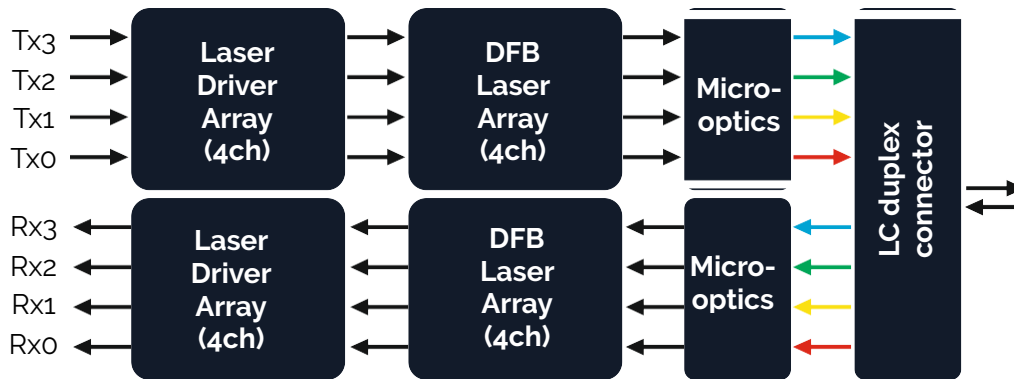 Tx3
Tx2
Tx1
Tx0
Laser
Driver
Array
(4ch)
DFB
Laser
Array
(4ch)
Micro-
optics
LC duplex
connector
Rx3
Rx2
Rx1
Rx0
Laser
Driver
Array
(4ch)
DFB
Laser
Array
(4ch)
Micro-
optics